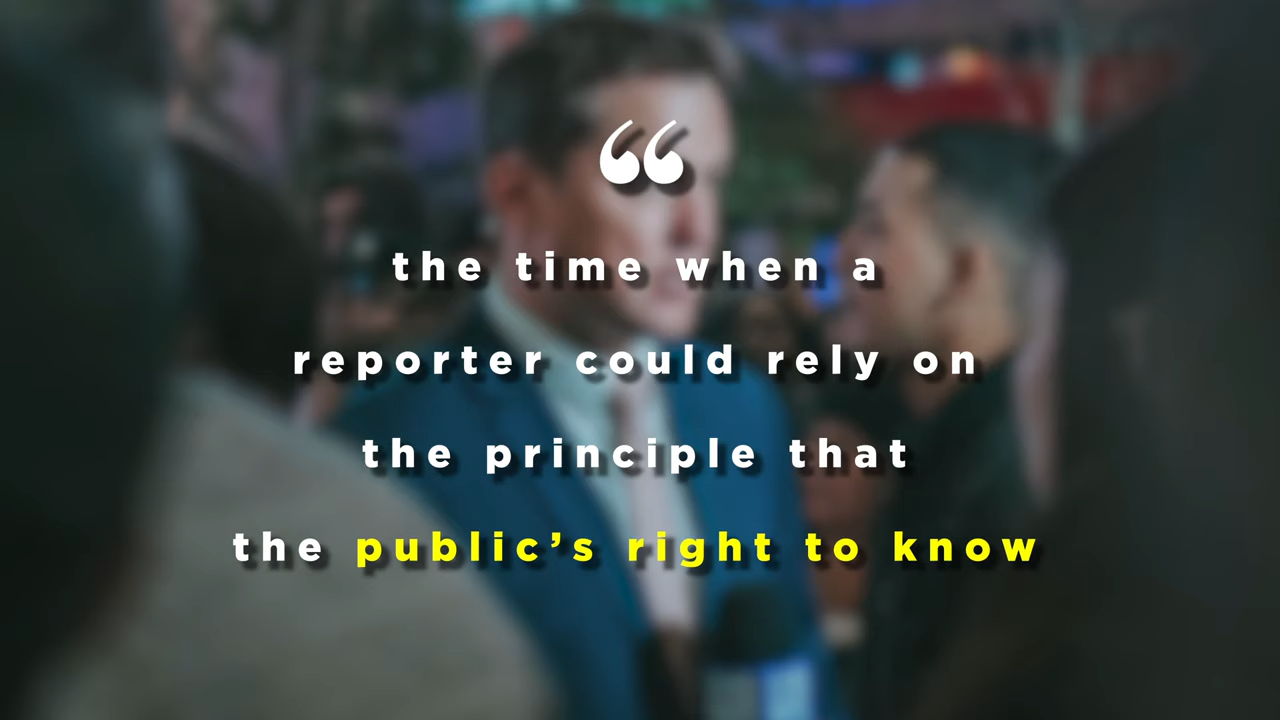 “
the time when a
reporter could rely on
the principle that
the public’s right to know